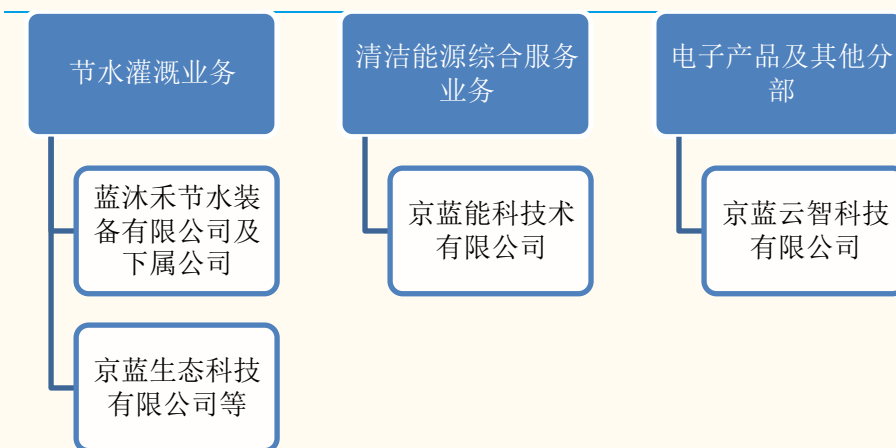 节水灌溉业务
蓝沐禾节水装
备有限公司及
下属公司
京蓝生态科技
有限公司等
清洁能源综合服务
业务
京蓝能科技术
有限公司
电子产品及其他分
部
京蓝云智科技
有限公司